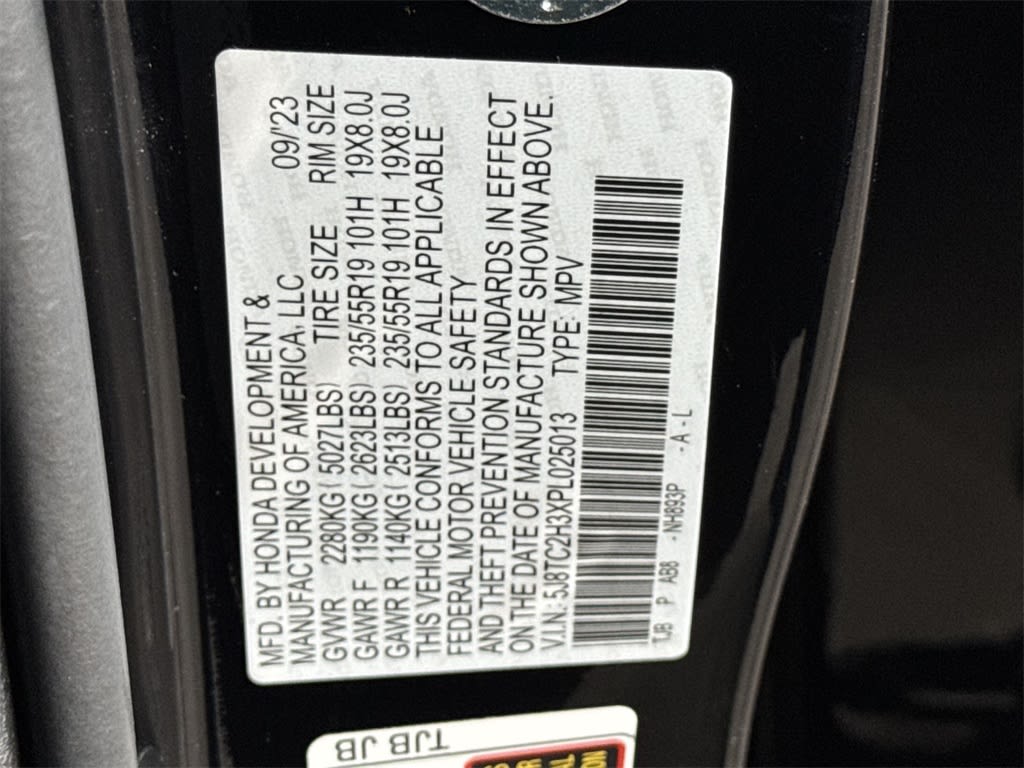 MFD. BY HONDA DEVELOPMENT &
MANUFACTURING OF AMERICA, LLC 09/'23
GVWR 2280KG ( 5027LBS) TIRE SIZE RIM SIZE
GAWR F 1190KG ( 2623LBS) 235/55R19 101H 19X8.0J
GAWR R 1140KG ( 2513LBS) 235/55R19 101H 19X8.0J
THIS VEHICLE CONFORMS TO ALL APPLICABLE
FEDERAL MOTOR VEHICLE SAFETY
AND THEFT PREVENTION STANDARDS IN EFFECT
ON THE DATE OF MANUFACTURE SHOWN ABOVE.
V.I.N.: 5J8TC2H3XPL025013 TYPE: MPV
TJB P AB8 - NH893P - A - L
TJB JB